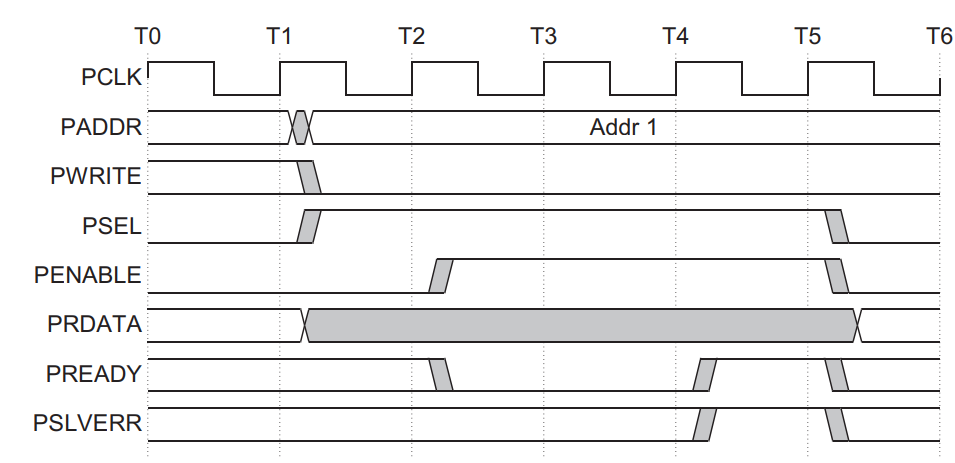 T0 T1 T2 T3 T4 T5 T6
PCLK
PADDR Addr 1
PWRITE
PSEL
PENABLE
PRDATA
PREADY
PSLVERR